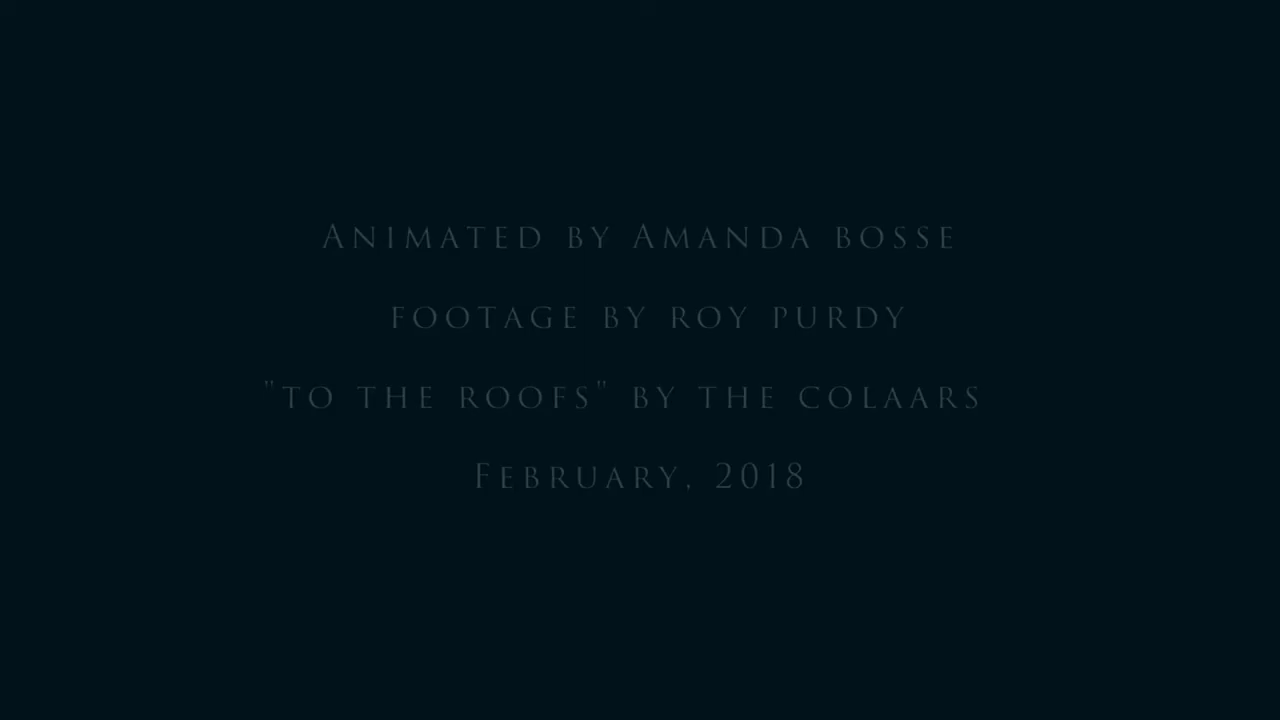 Animated by Amanda bosse
footage by roy purdy
"to the roofs" by the colaars
February, 2018